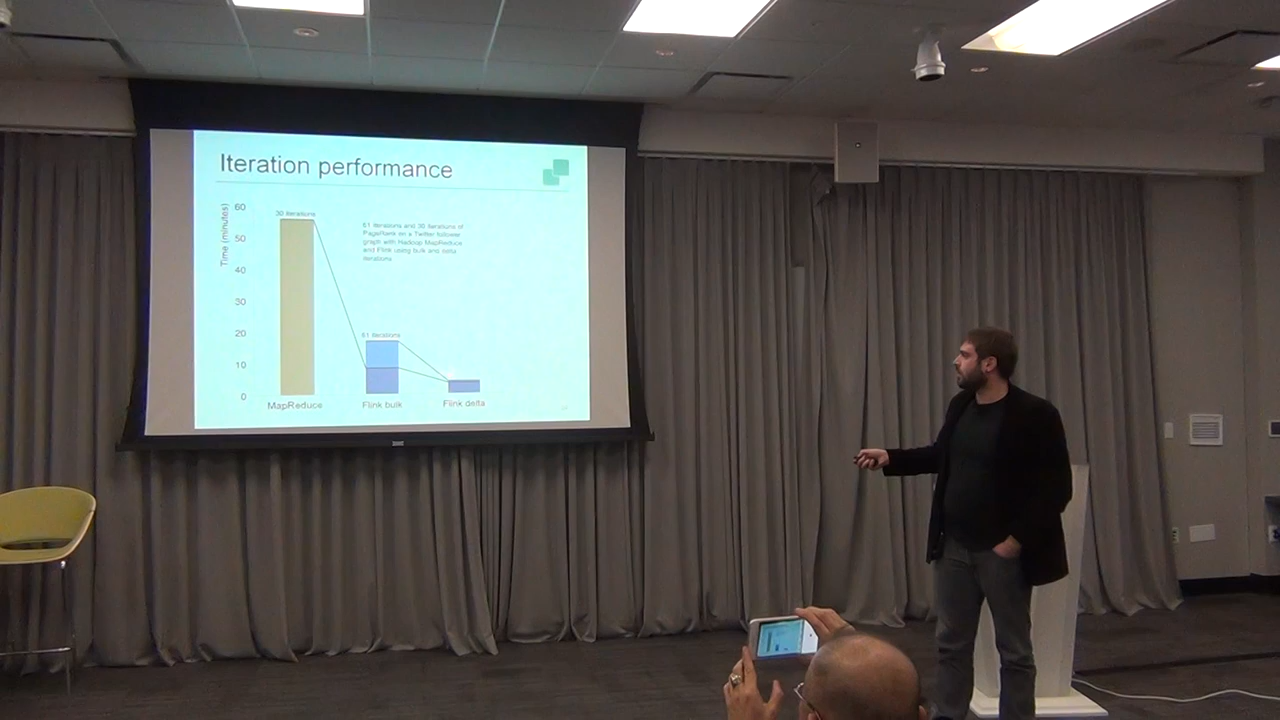 Iteration performance
Time (minutes)
60
50
40
30
20
10
0
30 iterations
61 iterations and 30 iterations of
PageRank on a Twitter follower
graph with Hadoop MapReduce
and Flink using bulk and delta
iterations
61 iterations
MapReduce
Flink bulk
Flink delta